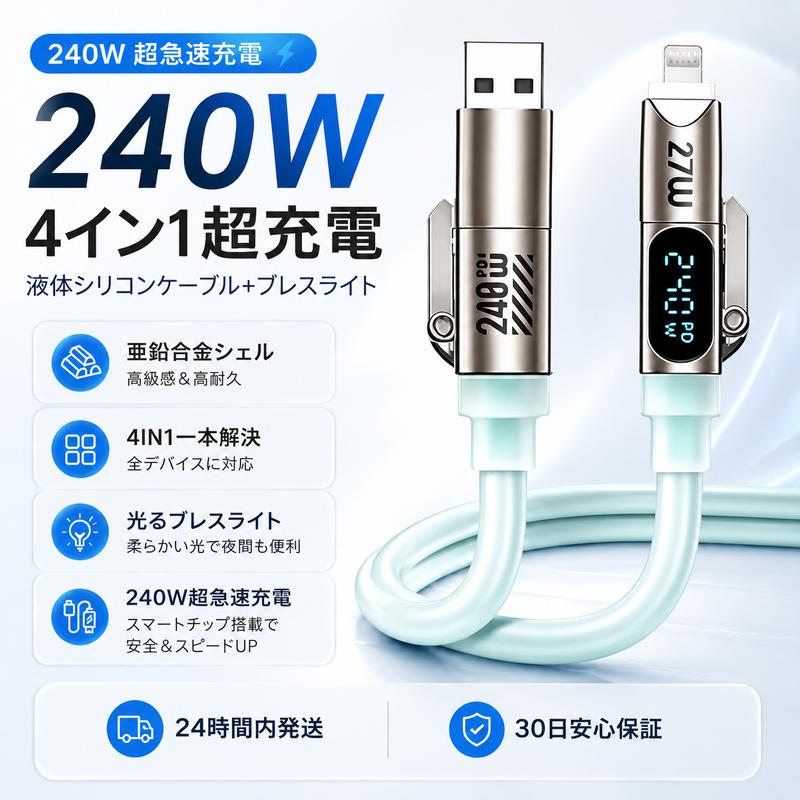 240W 超急速充電
240W
4イン1超充電
液体シリコンケーブル+ブレスライト
亜鉛合金シェル
高級感&高耐久
4IN1一本解決
全デバイスに対応
光るブレスライト
柔らかい光で夜間も便利
240W超急速充電
スマートチップ搭載で
安全&スピードUP
240W PD
27W
240W PD
24時間内発送
30日安心保証